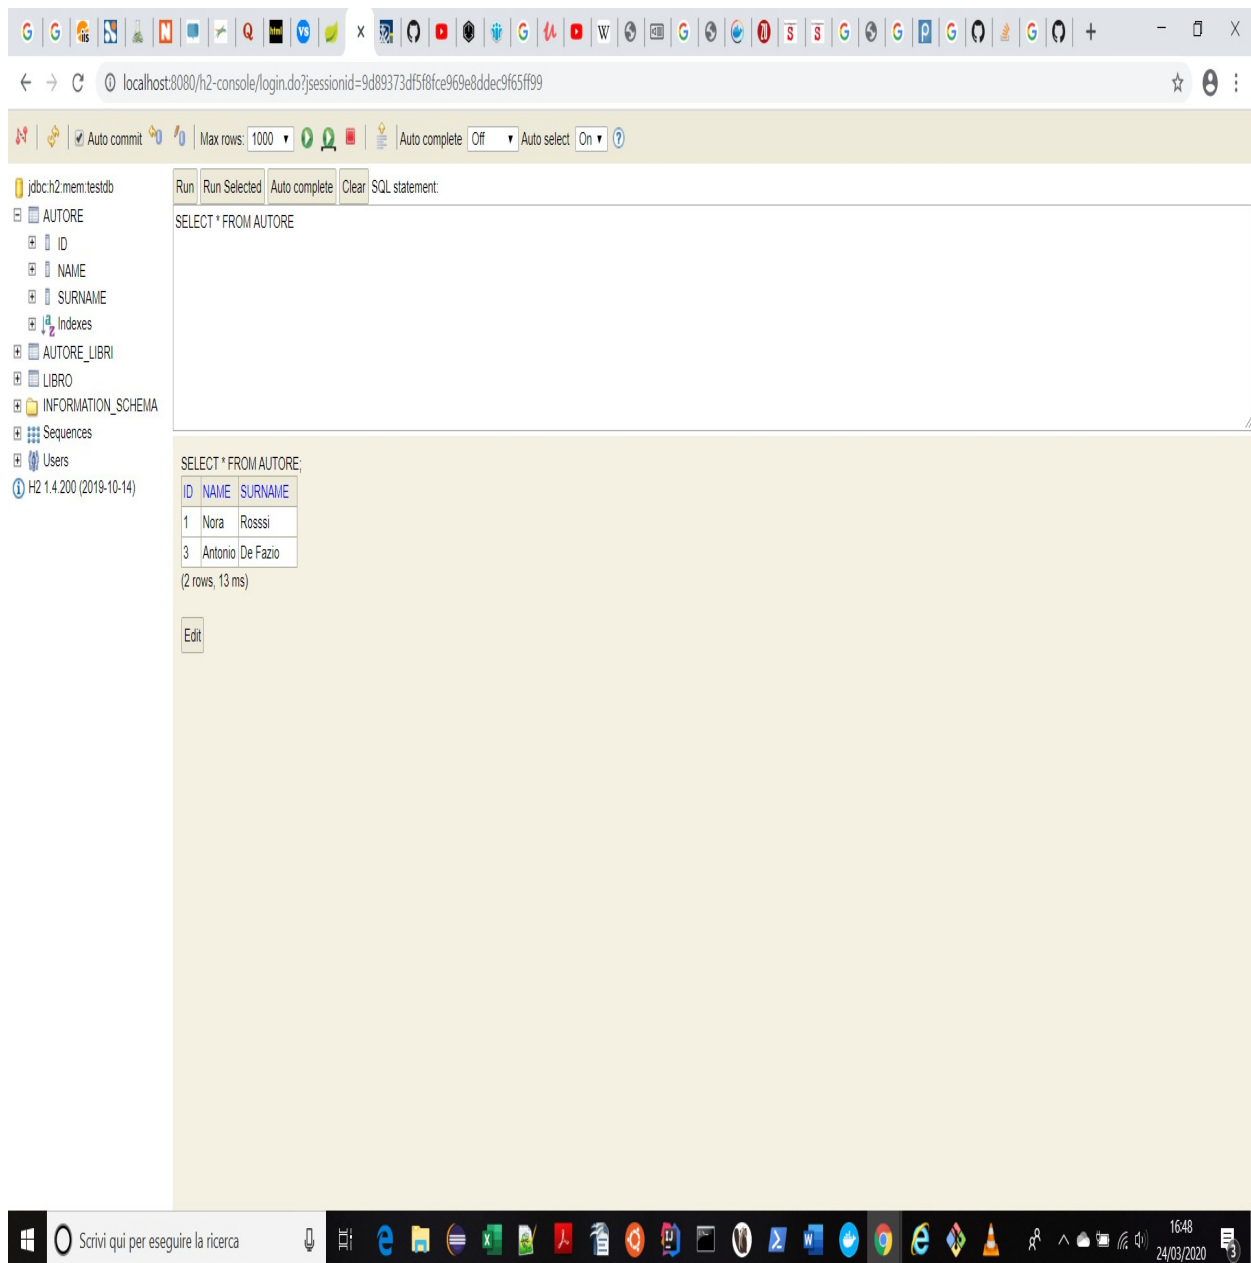 localhost:8080/h2-console/login.do?jsessionid=9d89373df5f8fce969e8ddec9f65ff99
Auto commit Max rows: 1000 Auto complete Off Auto select On
jdbc:h2:mem:testdb
AUTORE
ID
NAME
SURNAME
Indexes
AUTORE_LIBRI
LIBRO
INFORMATION_SCHEMA
Sequences
Users
H2 1.4.200 (2019-10-14)
Run Run Selected Auto complete Clear SQL statement:
SELECT * FROM AUTORE
SELECT * FROM AUTORE;
ID NAME SURNAME
1 Nora Rosssi
3 Antonio De Fazio
(2 rows, 13 ms)
Edit
Scrivi qui per eseguire la ricerca
16:48
24/03/2020
3